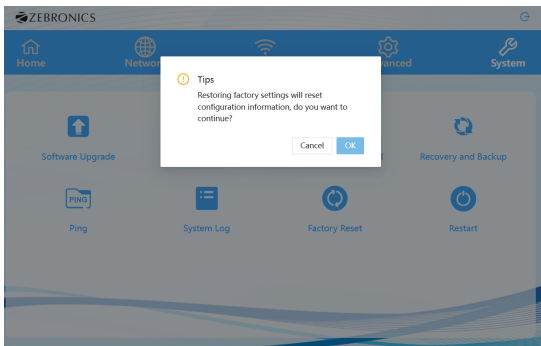 ZEBRONICS
Home
Networ
anced
System
Tips
Restoring factory settings will reset
configuration information, do you want to
continue?
Cancel
OK
Software Upgrade
Recovery and Backup
PING
Ping
System Log
Factory Reset
Restart